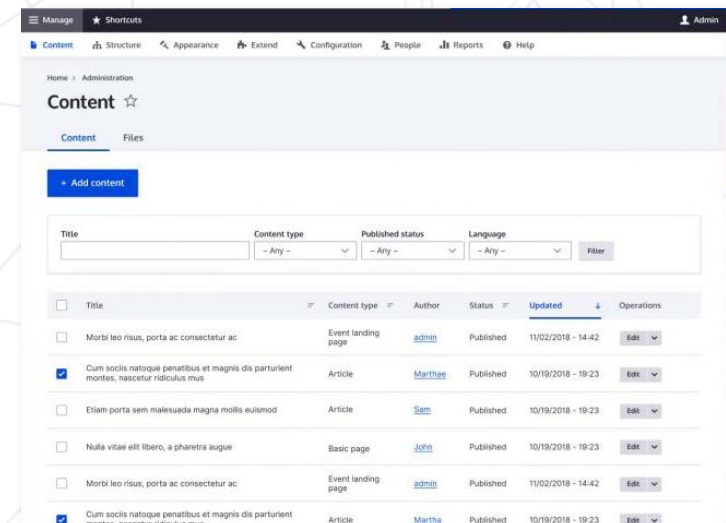 Manage Shortcuts Admin
Content Structure Appearance Extend Configuration People Reports Help
Home › Administration
Content
Content Files
+ Add content
Title Content type Published status Language
– Any – – Any – – Any – Filter
Title Content type Author Status Updated Operations
Morbi leo risus, porta ac consectetur ac Event landing page admin Published 11/02/2018 - 14:42 Edit
Cum sociis natoque penatibus et magnis dis parturient
montes, nascetur ridiculus mus Article Marthae Published 10/19/2018 - 19:23 Edit
Etiam porta sem malesuada magna mollis euismod Article Sam Published 10/19/2018 - 19:23 Edit
Nulla vitae elit libero, a pharetra augue Basic page John Published 10/19/2018 - 19:23 Edit
Morbi leo risus, porta ac consectetur ac Event landing page admin Published 11/02/2018 - 14:42 Edit
Cum sociis natoque penatibus et magnis dis parturient
montes, nascetur ridiculus mus Article Martha Published 10/19/2018 - 19:23 Edit